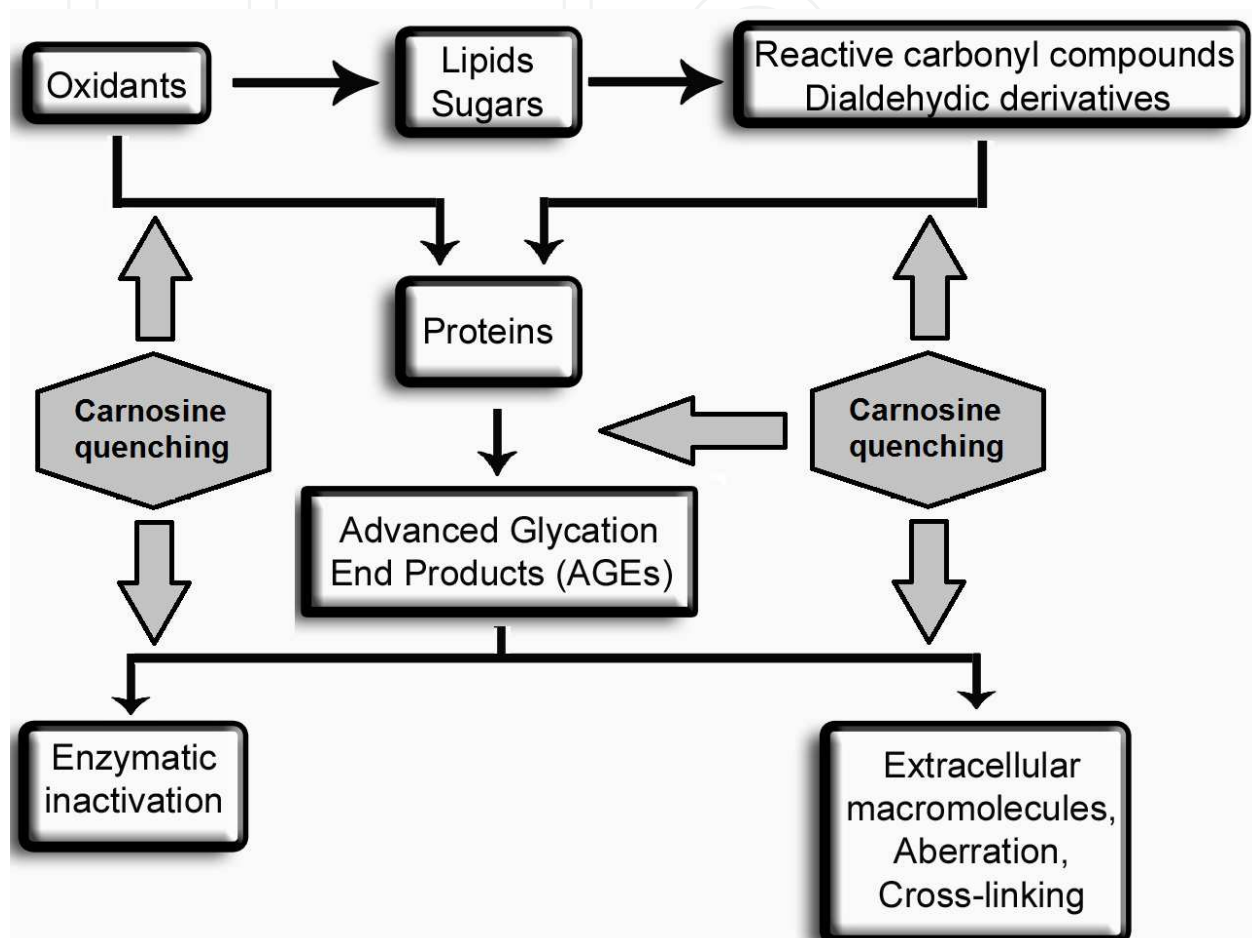 Oxidants
Lipids
Sugars
Reactive carbonyl compounds
Dialdehydic derivatives
Proteins
Carnosine
quenching
Carnosine
quenching
Advanced Glycation
End Products (AGEs)
Enzymatic
inactivation
Extracellular
macromolecules,
Aberration,
Cross-linking